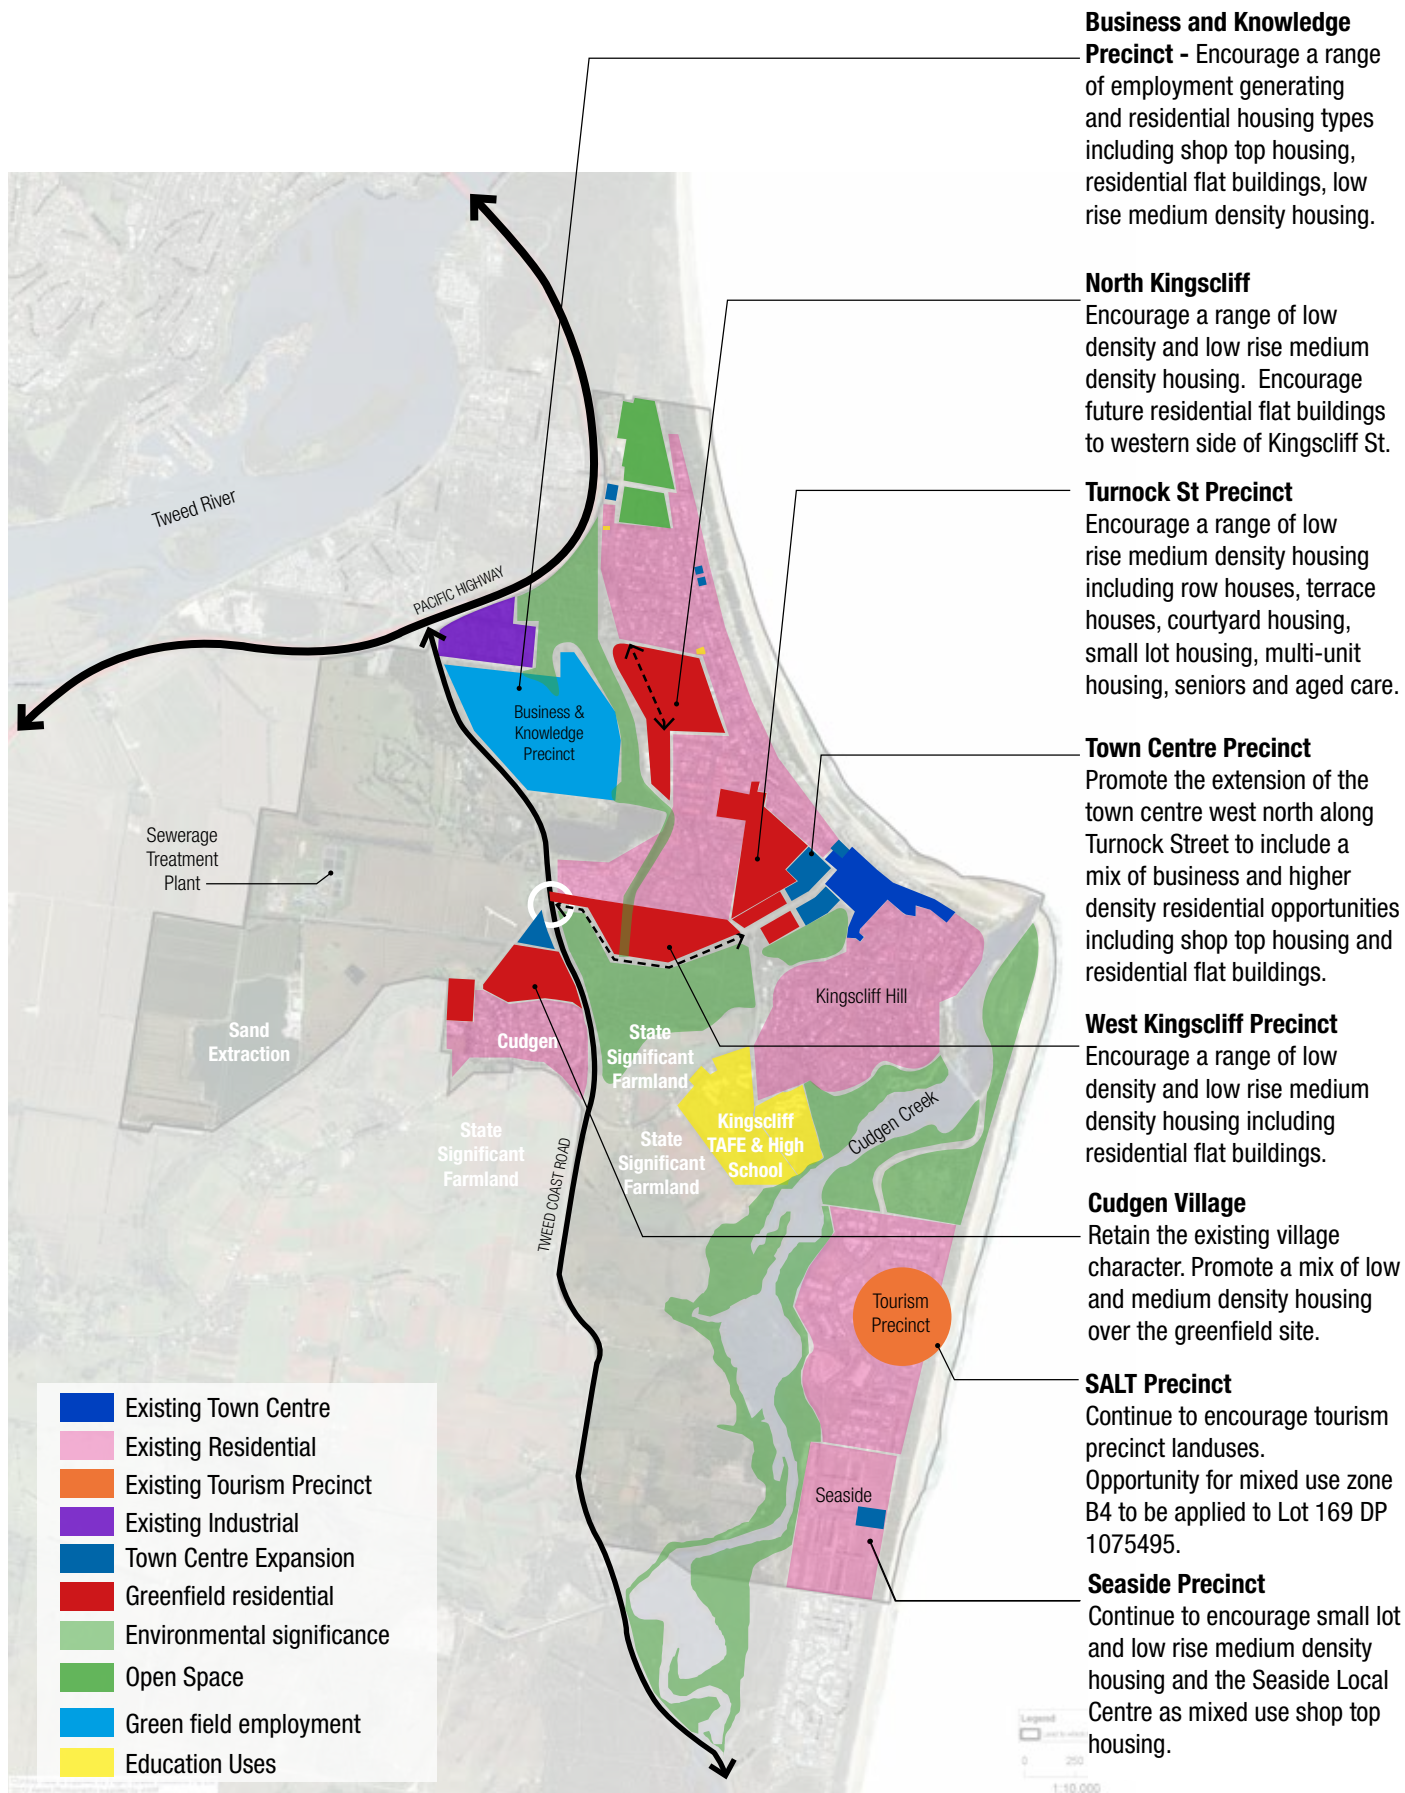 Business and Knowledge
Precinct - Encourage a range
of employment generating
and residential housing types
including shop top housing,
residential flat buildings, low
rise medium density housing.
North Kingscliff
Encourage a range of low
density and low rise medium
density housing. Encourage
future residential flat buildings
to western side of Kingscliff St.
Turnock St Precinct
Encourage a range of low
rise medium density housing
including row houses, terrace
houses, courtyard housing,
small lot housing, multi-unit
housing, seniors and aged care.
Town Centre Precinct
Promote the extension of the
town centre west north along
Turnock Street to include a
mix of business and higher
density residential opportunities
including shop top housing and
residential flat buildings.
West Kingscliff Precinct
Encourage a range of low
density and low rise medium
density housing including
residential flat buildings.
Cudgen Village
Retain the existing village
character. Promote a mix of low
and medium density housing
over the greenfield site.
SALT Precinct
Continue to encourage tourism
precinct landuses.
Opportunity for mixed use zone
B4 to be applied to Lot 169 DP
1075495.
Seaside Precinct
Continue to encourage small lot
and low rise medium density
housing and the Seaside Local
Centre as mixed use shop top
housing.
Tweed River
PACIFIC HIGHWAY
Business &
Knowledge
Precinct
Sewerage
Treatment
Plant
Sand
Extraction
Cudgen
State
Significant
Farmland
Kingscliff Hill
State
Significant
Farmland
State
Significant
Farmland
Kingscliff
TAFE & High
School
Cudgen Creek
TWEED COAST ROAD
Tourism
Precinct
Seaside
Existing Town Centre
Existing Residential
Existing Tourism Precinct
Existing Industrial
Town Centre Expansion
Greenfield residential
Environmental significance
Open Space
Green field employment
Education Uses
Legend
0 250
1:10,000